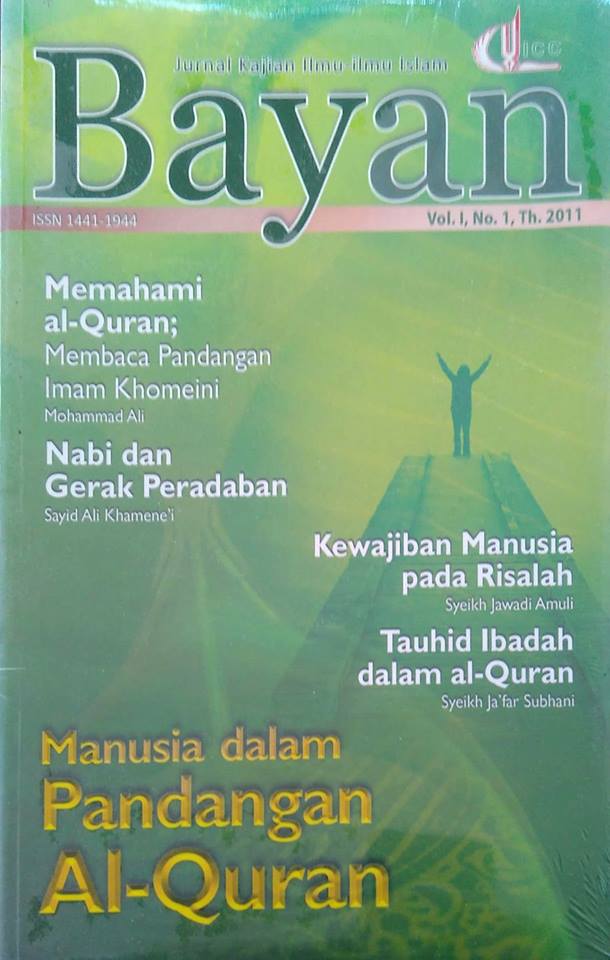 Jurnal Kajian Ilmu-ilmu Islam
ICC
Bayan
ISSN 1441-1944
Vol. I, No. 1, Th. 2011
Memahami
al-Quran;
Membaca Pandangan
Imam Khomeini
Mohammad Ali
Nabi dan
Gerak Peradaban
Sayid Ali Khamene'i
Kewajiban Manusia
pada Risalah
Syeikh Jawadi Amuli
Tauhid Ibadah
dalam al-Quran
Syeikh Ja'far Subhani
Manusia dalam
Pandangan
Al-Quran